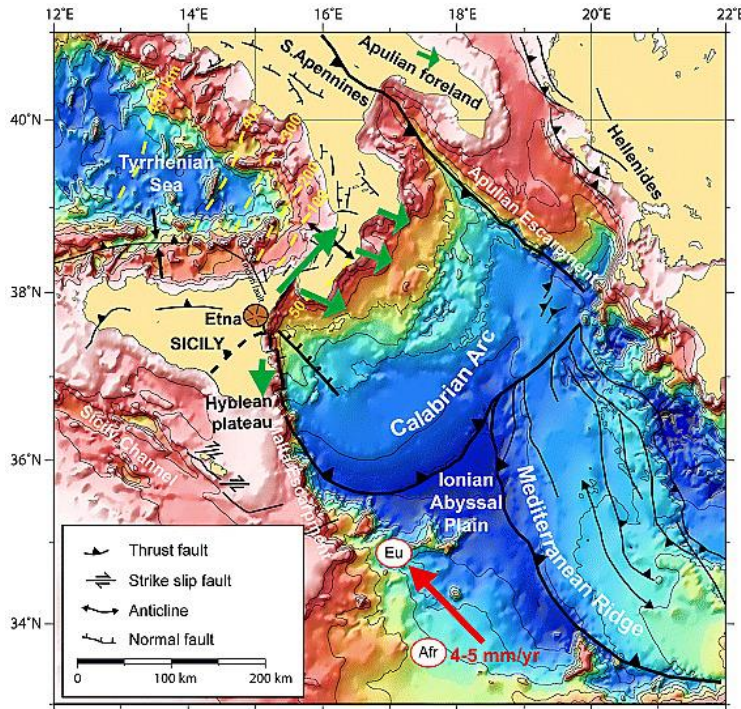 12°E 14° 16° 18°E 20°E 22°E
40°N
38°N
36°N
34°N
S.Apennines
Apulian foreland
Hellenides
Tyrrhenian
Sea
Apulian Escarpment
Etna
SICILY
Hyblean
plateau
Calabrian Arc
Sicily Channel
Malta Escarpment
Ionian
Abyssal
Plain
Mediterranean Ridge
Eu
Afr
4-5 mm/yr
Thrust fault
Strike slip fault
Anticline
Normal fault
0 100 km 200 km